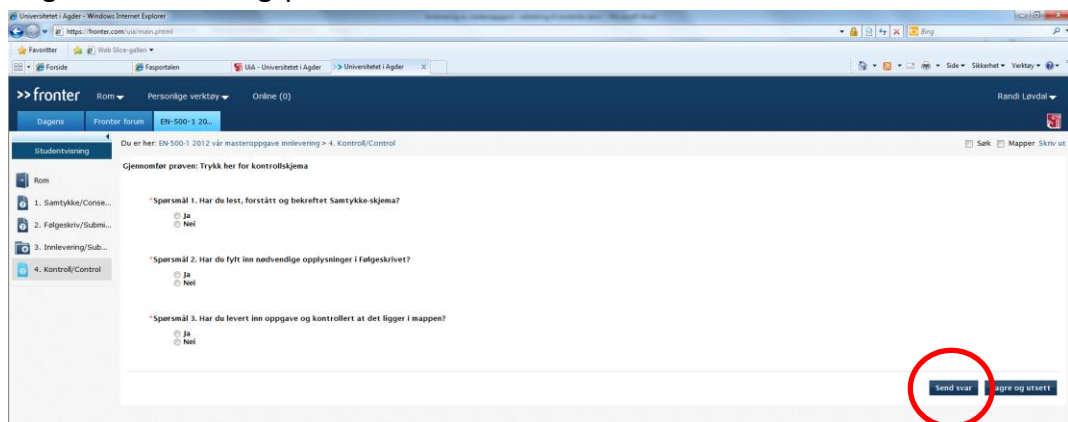 Universitetet i Agder - Windows Internet Explorer
https://fronter.com/uia/main.phtml
Bing
Favoritter
Web Slice-galleri
Forside
Fagportalen
UiA - Universitetet i Agder
Universitetet i Agder
Side
Sikkerhet
Verktøy
>> fronter
Rom
Personlige verktøy
Online (0)
Randi Løvdal
Dagens
Fronter forum
EN-500-1 20...
Studentvisning
Du er her: EN-500-1 2012 vår masteroppgave innlevering > 4. Kontroll/Control
Søk
Mapper
Skriv ut
Rom
1. Samtykke/Conse...
2. Følgeskriv/Submi...
3. Innlevering/Sub...
4. Kontroll/Control
Gjennomfør prøven: Trykk her for kontrollskjema
*Spørsmål 1. Har du lest, forstått og bekreftet Samtykke-skjema?
Ja
Nei
*Spørsmål 2. Har du fylt inn nødvendige opplysninger i Følgeskrivet?
Ja
Nei
*Spørsmål 3. Har du levert inn oppgave og kontrollert at det ligger i mappen?
Ja
Nei
Send svar
agre og utsett